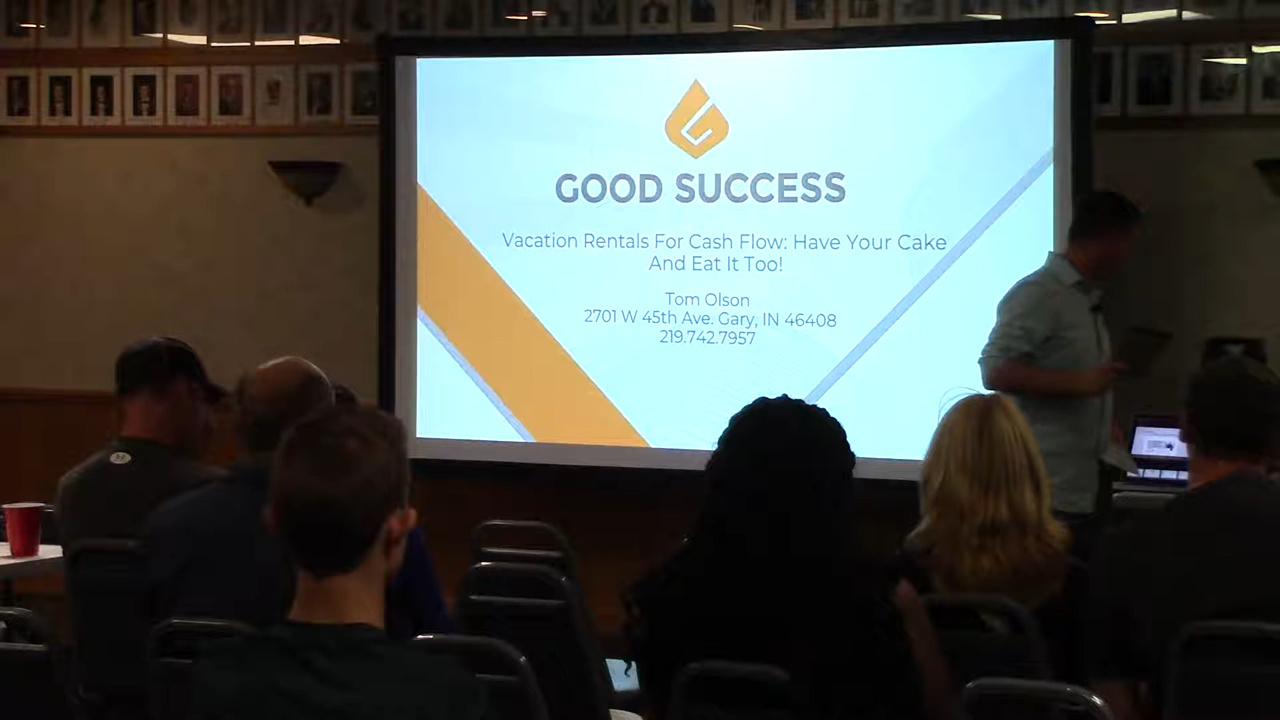 GOOD SUCCESS
Vacation Rentals For Cash Flow: Have Your Cake
And Eat It Too!
Tom Olson
2701 W 45th Ave. Gary, IN 46408
219.742.7957